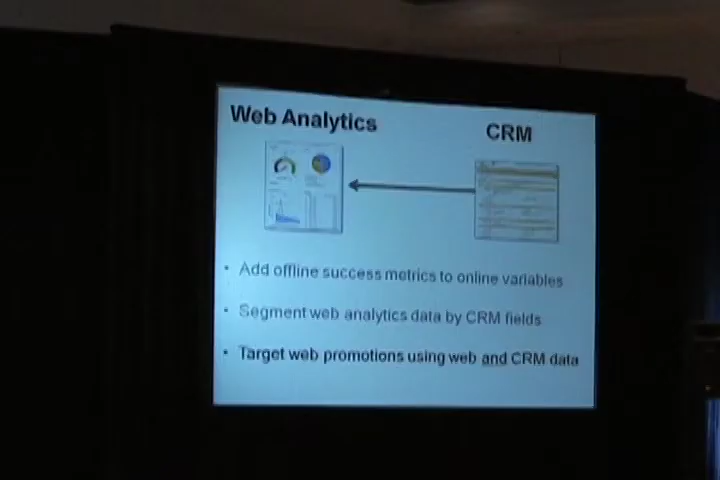 Web Analytics
CRM
• Add offline success metrics to online variables
• Segment web analytics data by CRM fields
• Target web promotions using web and CRM data